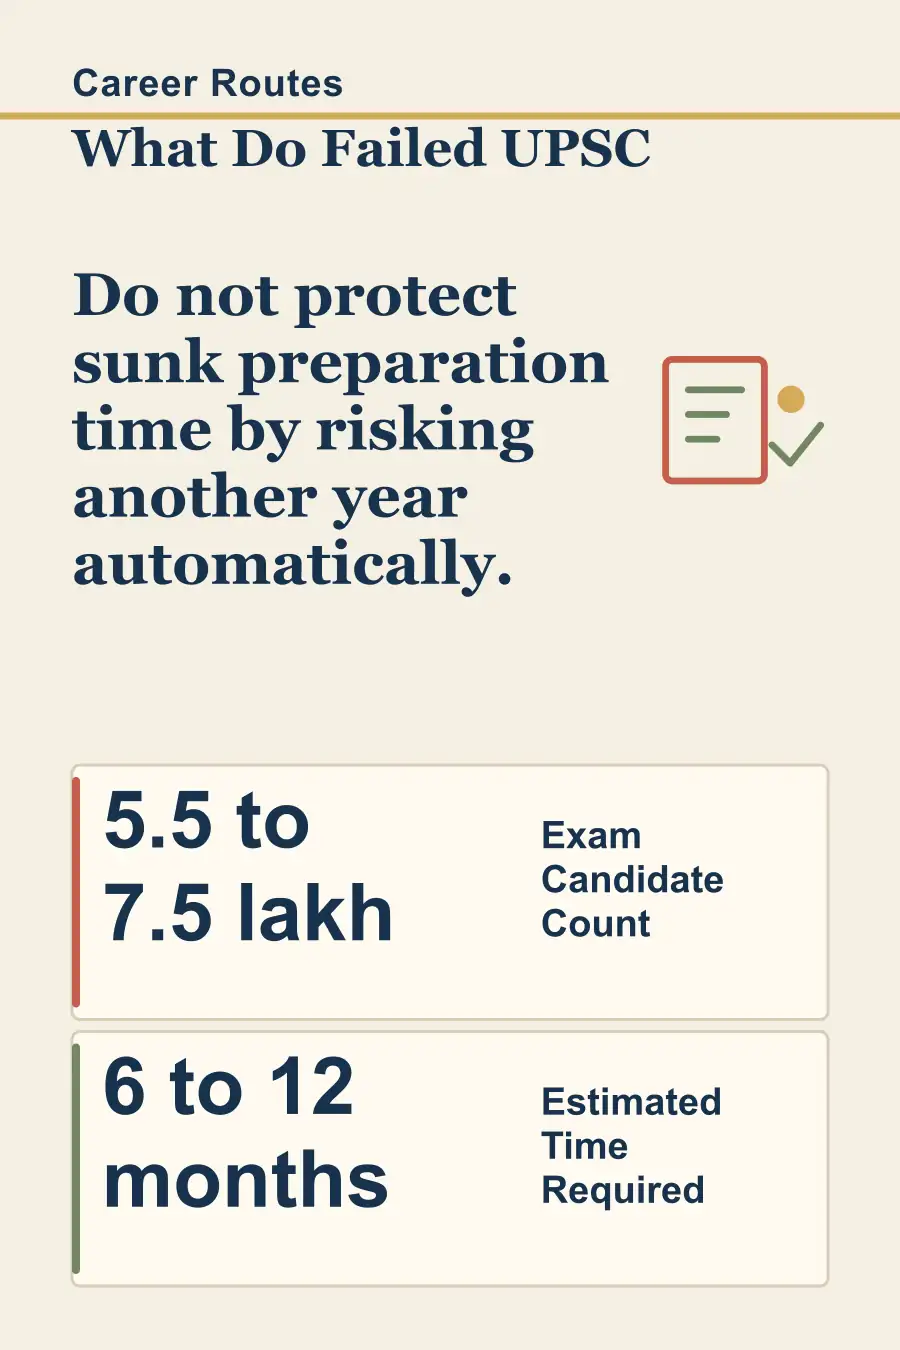 Career Routes
What Do Failed UPSC
Do not protect
sunk preparation
time by risking
another year
automatically.
5.5 to
7.5 lakh
Exam
Candidate
Count
6 to 12
months
Estimated
Time
Required